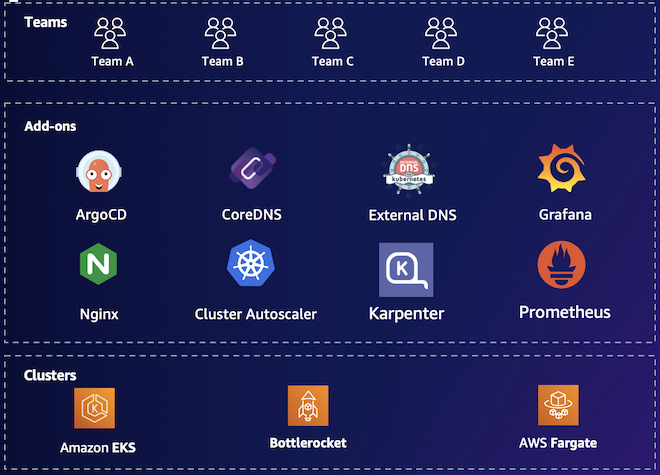 Teams
Team A Team B Team C Team D Team E
Add-ons
EXTERNAL
DNS
kubernetes
ArgoCD CoreDNS External DNS Grafana
Nginx Cluster Autoscaler Karpenter Prometheus
Clusters
Amazon EKS Bottlerocket AWS Fargate